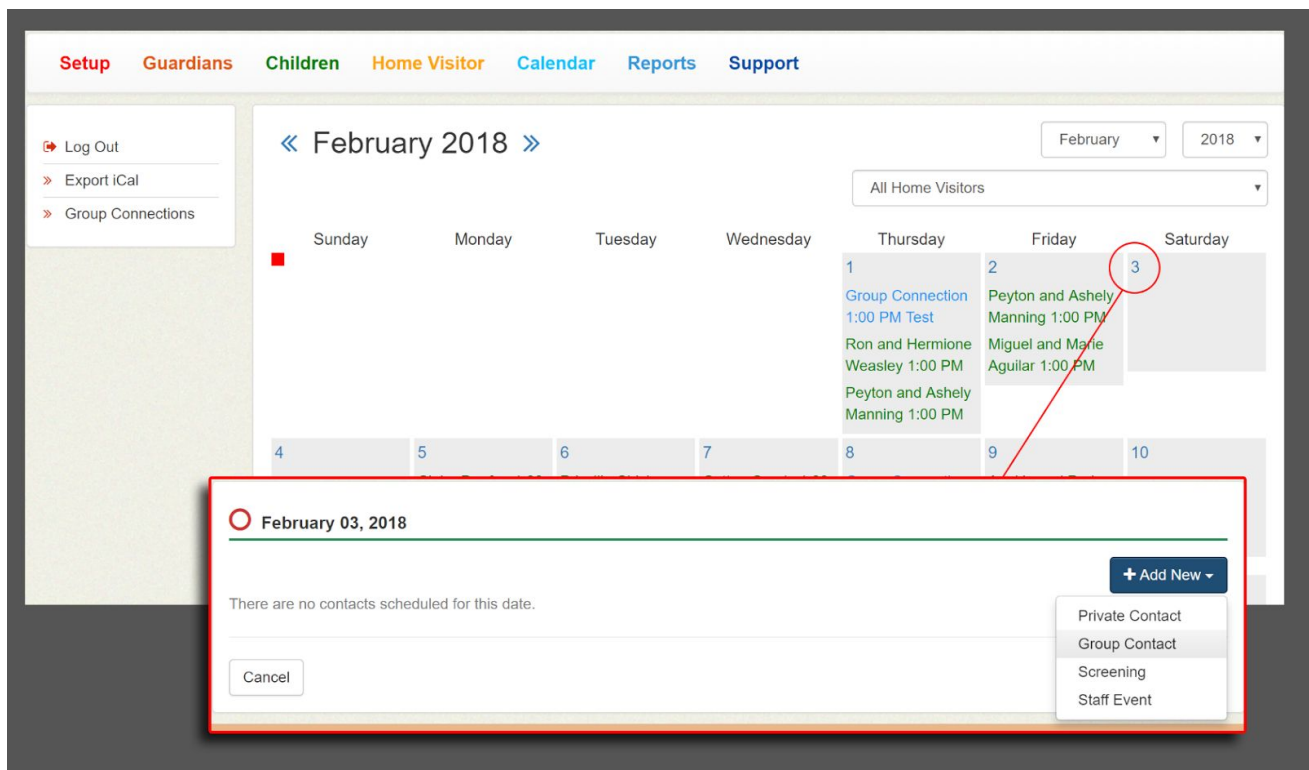 Setup Guardians Children Home Visitor Calendar Reports Support
Log Out
Export iCal
Group Connections
« February 2018 »
February 2018
All Home Visitors
Sunday Monday Tuesday Wednesday Thursday Friday Saturday
1
Group Connection
1:00 PM Test
Ron and Hermione
Weasley 1:00 PM
Peyton and Ashely
Manning 1:00 PM
2
Peyton and Ashely
Manning 1:00 PM
Miguel and Marie
Aguilar 1:00 PM
3
4 5 6 7 8 9 10
February 03, 2018
+ Add New
There are no contacts scheduled for this date.
Private Contact
Group Contact
Screening
Staff Event
Cancel